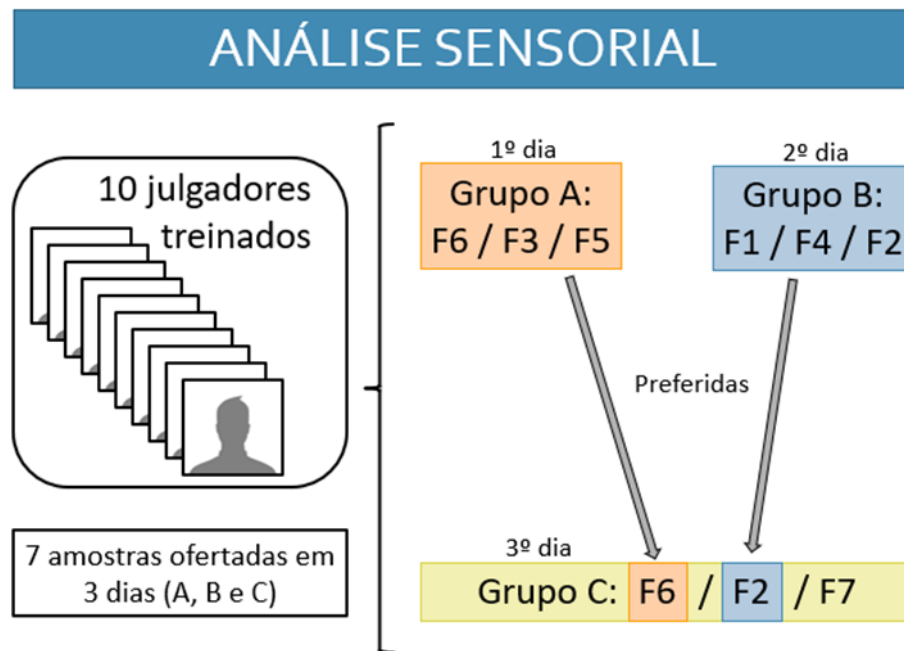 ANÁLISE SENSORIAL
10 julgadores
treinados
7 amostras ofertadas em
3 dias (A, B e C)
1º dia
Grupo A:
F6 / F3 / F5
2º dia
Grupo B:
F1 / F4 / F2
Preferidas
3º dia
Grupo C: F6 / F2 / F7